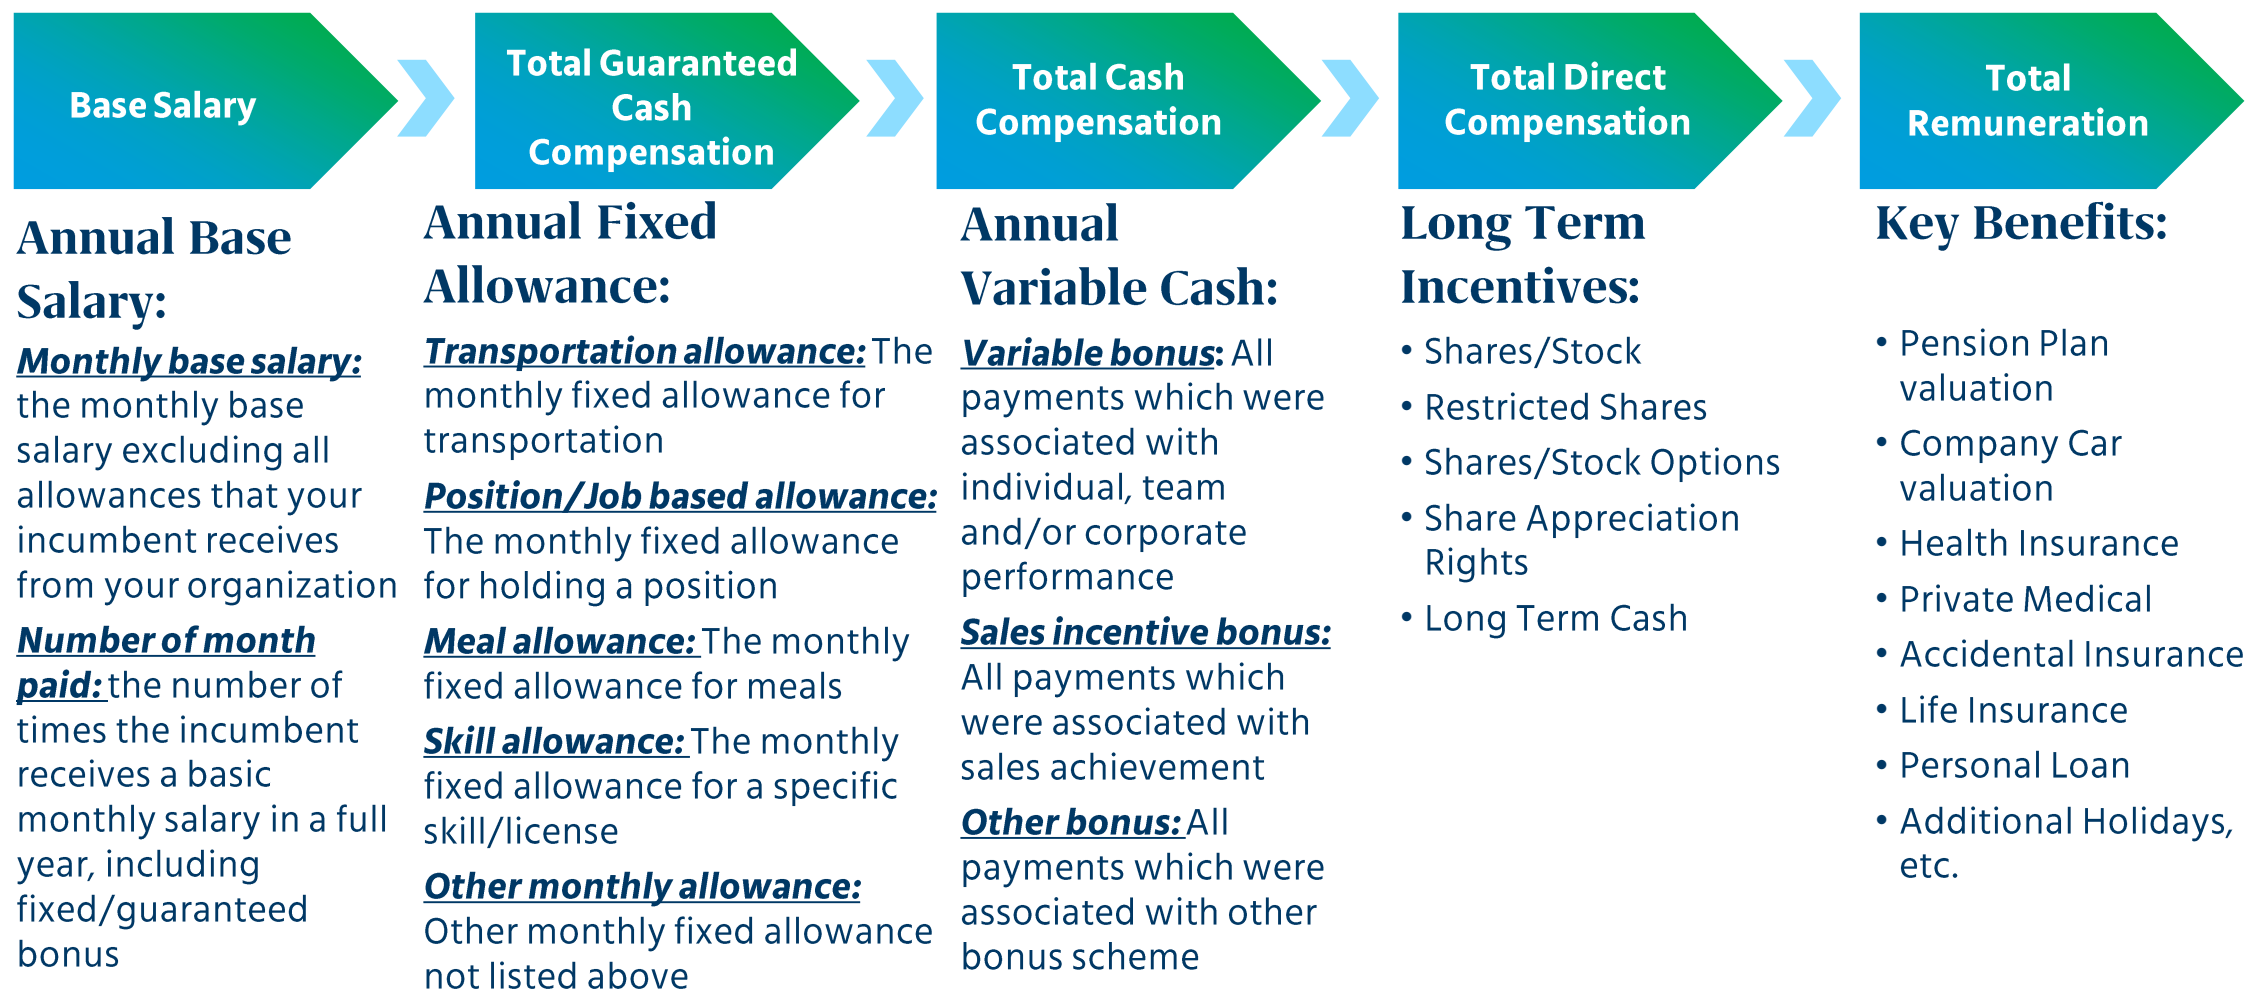 Base Salary
Total Guaranteed
Cash
Compensation
Total Cash
Compensation
Total Direct
Compensation
Total
Remuneration
Annual Base
Salary:
Monthly base salary:
the monthly base
salary excluding all
allowances that your
incumbent receives
from your organization
Number of month
paid: the number of
times the incumbent
receives a basic
monthly salary in a full
year, including
fixed/guaranteed
bonus
Annual Fixed
Allowance:
Transportation allowance: The
monthly fixed allowance for
transportation
Position/Job based allowance:
The monthly fixed allowance
for holding a position
Meal allowance: The monthly
fixed allowance for meals
Skill allowance: The monthly
fixed allowance for a specific
skill/license
Other monthly allowance:
Other monthly fixed allowance
not listed above
Annual
Variable Cash:
Variable bonus: All
payments which were
associated with
individual, team
and/or corporate
performance
Sales incentive bonus:
All payments which
were associated with
sales achievement
Other bonus: All
payments which were
associated with other
bonus scheme
Long Term
Incentives:
• Shares/Stock
• Restricted Shares
• Shares/Stock Options
• Share Appreciation
Rights
• Long Term Cash
Key Benefits:
• Pension Plan
valuation
• Company Car
valuation
• Health Insurance
• Private Medical
• Accidental Insurance
• Life Insurance
• Personal Loan
• Additional Holidays,
etc.